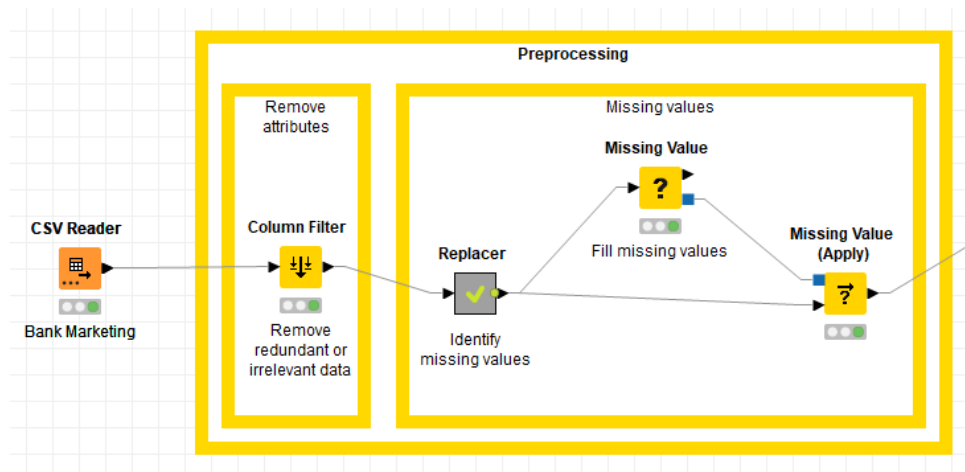 Preprocessing
Remove
attributes
Missing values
CSV Reader
Bank Marketing
Column Filter
Remove
redundant or
irrelevant data
Replacer
Identify
missing values
Missing Value
?
Fill missing values
Missing Value
(Apply)
?